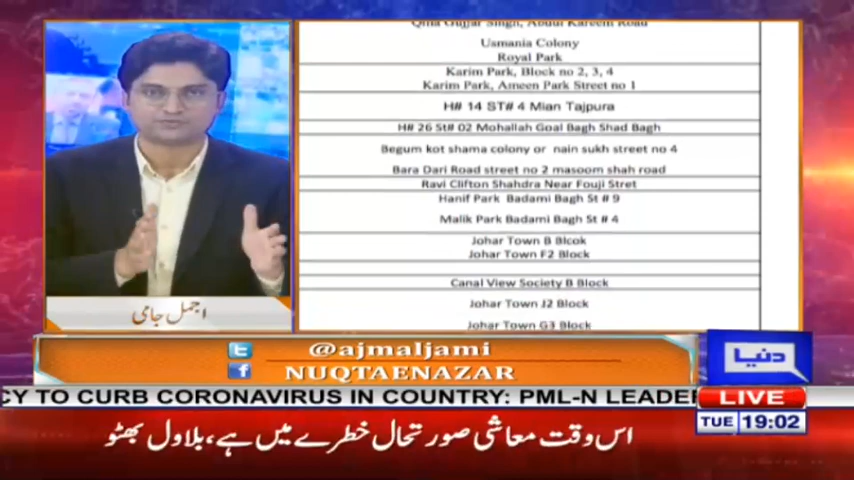 Qilla Gujjar Singh, Abdul Kareem Road
Usmania Colony
Royal Park
Karim Park, Block no 2, 3, 4
Karim Park, Ameen Park Street no 1
H# 14 ST# 4 Mian Tajpura
H# 26 St# 02 Mohallah Goal Bagh Shad Bagh
Begum kot shama colony or nain sukh street no 4
Bara Dari Road street no 2 masoom shah road
Ravi Clifton Shahdra Near Fouji Stret
Hanif Park Badami Bagh St # 9
Malik Park Badami Bagh St # 4
Johar Town B Blcok
Johar Town F2 Block
Canal View Society B Block
Johar Town J2 Block
Johar Town G3 Block
اجمل جامی
@ajmaljami
NUQTAENAZAR
دنیا
CY TO CURB CORONAVIRUS IN COUNTRY: PML-N LEADER
LIVE
TUE 19:02
اس وقت معاشی صورتحال خطرے میں ہے، بلاول بھٹو